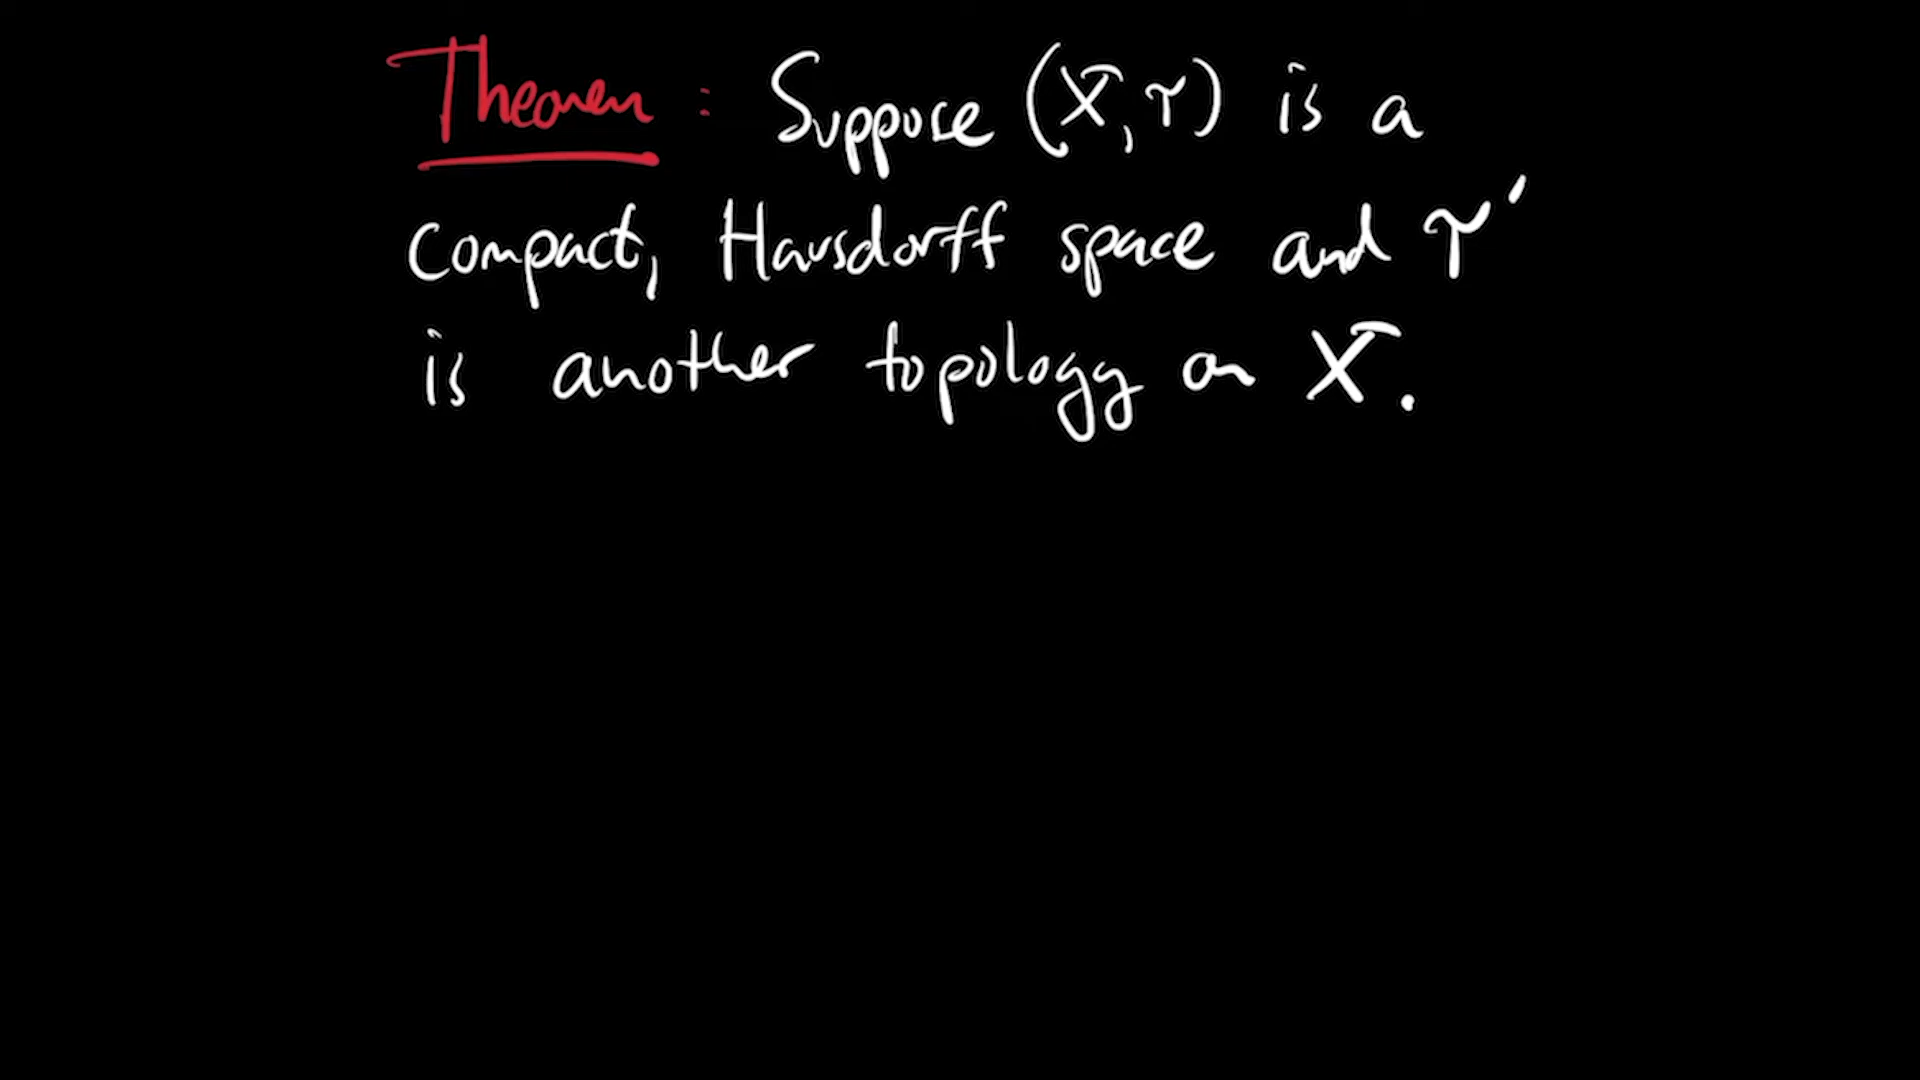 Theorem : Suppose (X, τ) is a
compact, Hausdorff space and τ'
is another topology on X.